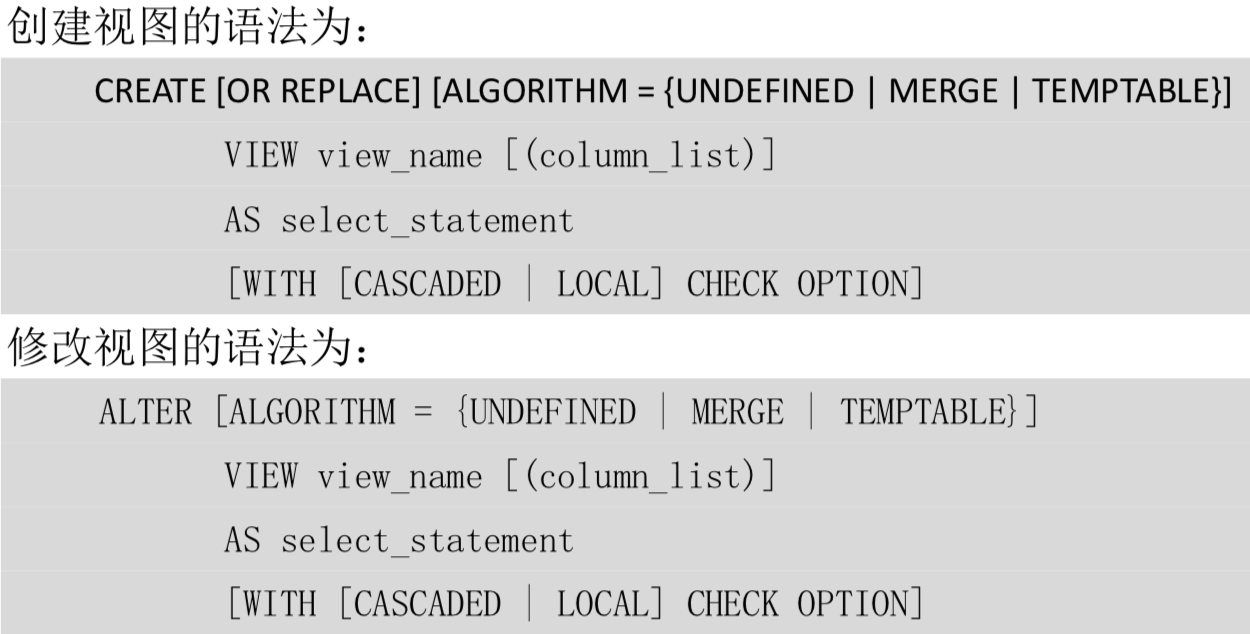 创建视图的语法为：
CREATE [OR REPLACE] [ALGORITHM = {UNDEFINED | MERGE | TEMPTABLE}]
VIEW view_name [(column_list)]
AS select_statement
[WITH [CASCADED | LOCAL] CHECK OPTION]
修改视图的语法为：
ALTER [ALGORITHM = {UNDEFINED | MERGE | TEMPTABLE}]
VIEW view_name [(column_list)]
AS select_statement
[WITH [CASCADED | LOCAL] CHECK OPTION]